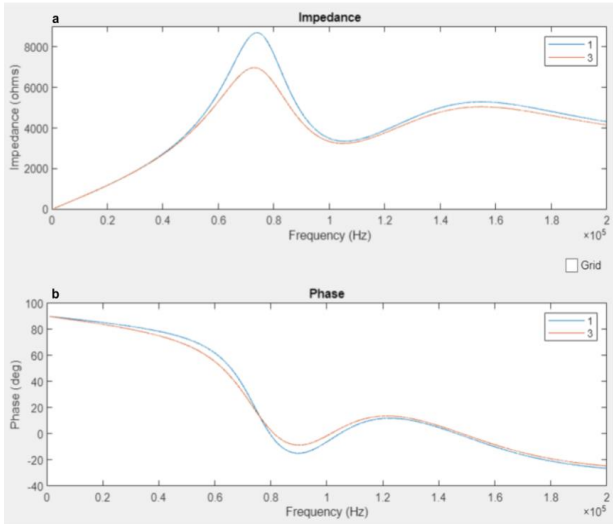 a
Impedance
8000
6000
4000
2000
0
Impedance (ohms)
1
3
0 0.2 0.4 0.6 0.8 1 1.2 1.4 1.6 1.8 2
Frequency (Hz)
×10⁵
Grid
b
Phase
100
80
60
40
20
0
-20
-40
Phase (deg)
1
3
0 0.2 0.4 0.6 0.8 1 1.2 1.4 1.6 1.8 2
Frequency (Hz)
×10⁵